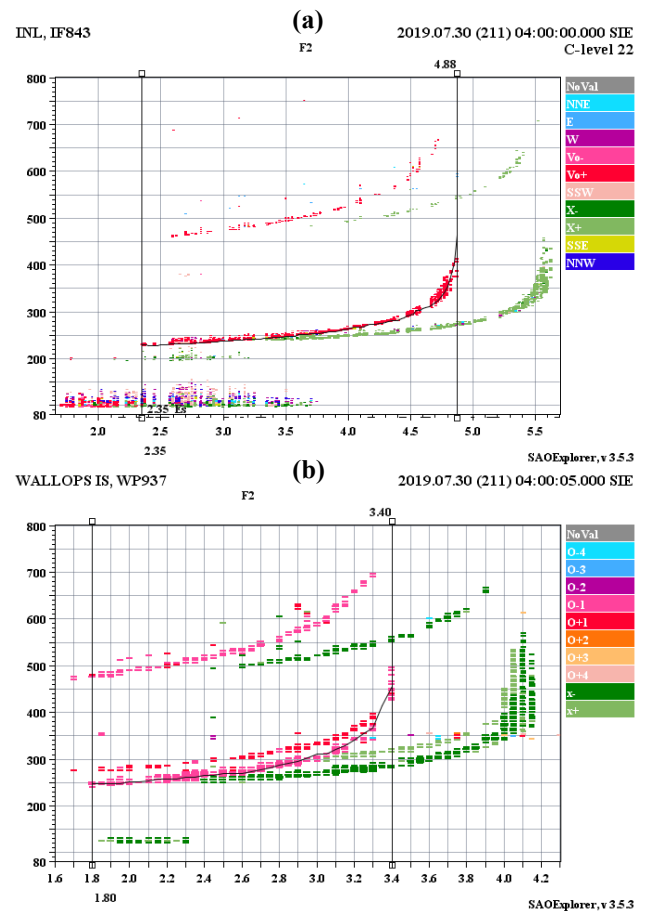 (a)
INL, IF843 2019.07.30 (211) 04:00:00.000 SIE
F2 C-level 22
4.88
800
700
600
500
400
300
200
80
NoVal
NNE
E
W
Vo-
Vo+
SSW
X-
X+
SSE
NNW
2.35 Es
2.0 2.5 3.0 3.5 4.0 4.5 5.0 5.5
2.35
SAOExplorer, v 3.5.3
(b)
WALLOPS IS, WP937 2019.07.30 (211) 04:00:05.000 SIE
F2
3.40
800
700
600
500
400
300
200
80
NoVal
O-4
O-3
O-2
O-1
O+1
O+2
O+3
O+4
x-
x+
1.6 1.8 2.0 2.2 2.4 2.6 2.8 3.0 3.2 3.4 3.6 3.8 4.0 4.2
1.80
SAOExplorer, v 3.5.3